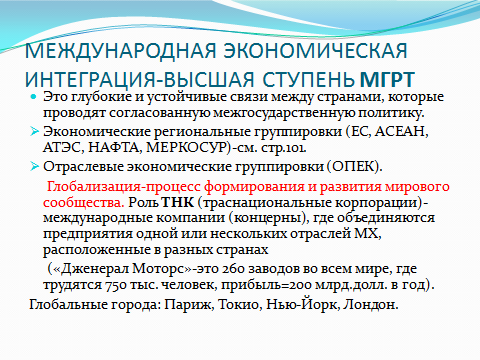 МЕЖДУНАРОДНАЯ ЭКОНОМИЧЕСКАЯ
ИНТЕГРАЦИЯ-ВЫСШАЯ СТУПЕНЬ МГРТ
Это глубокие и устойчивые связи между странами, которые
проводят согласованную межгосударственную политику.
Экономические региональные группировки (ЕС, АСЕАН,
АТЭС, НАФТА, МЕРКОСУР)-см. стр.101.
Отраслевые экономические группировки (ОПЕК).
Глобализация-процесс формирования и развития мирового
сообщества. Роль ТНК (траснациональные корпорации)-
международные компании (концерны), где объединяются
предприятия одной или нескольких отраслей МХ,
расположенные в разных странах
(«Дженерал Моторс»-это 260 заводов во всем мире, где
трудятся 750 тыс. человек, прибыль=200 млрд.долл. в год).
Глобальные города: Париж, Токио, Нью-Йорк, Лондон.